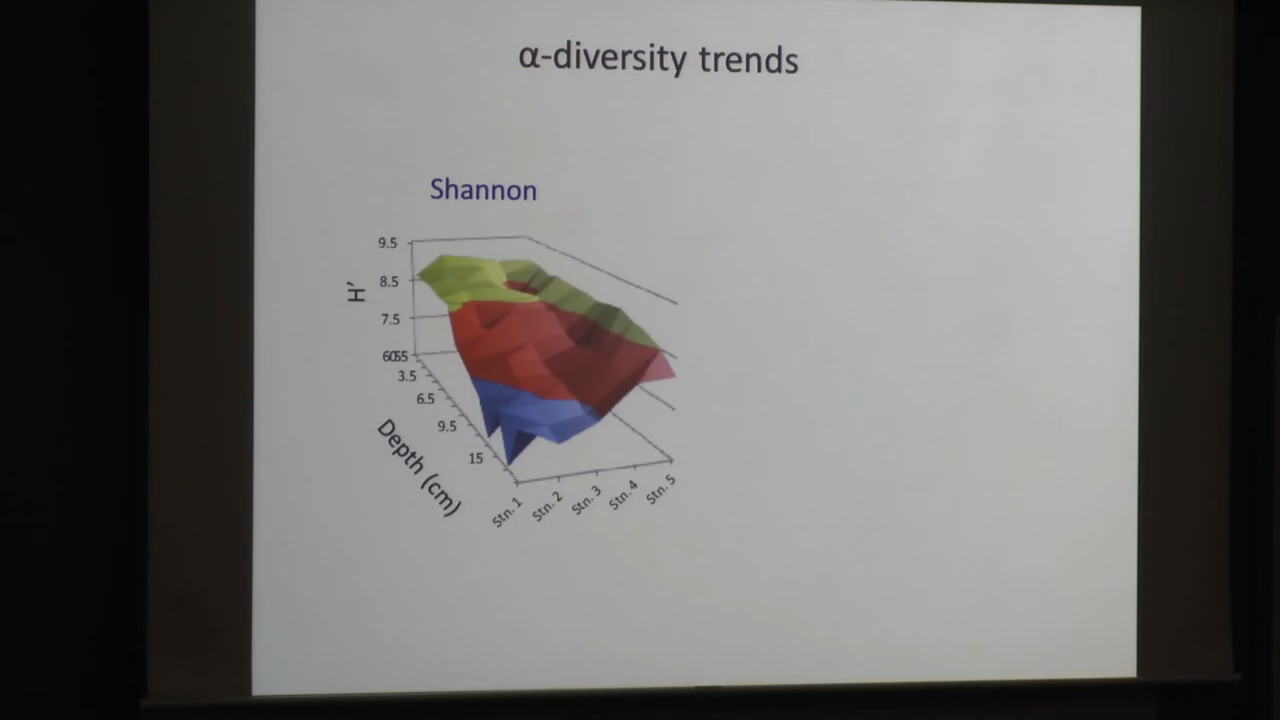 α-diversity trends
Shannon
9.5
8.5
7.5
H'
3.5
6.5
9.5
15
Depth (cm)
Stn. 1
Stn. 2
Stn. 3
Stn. 4
Stn. 5